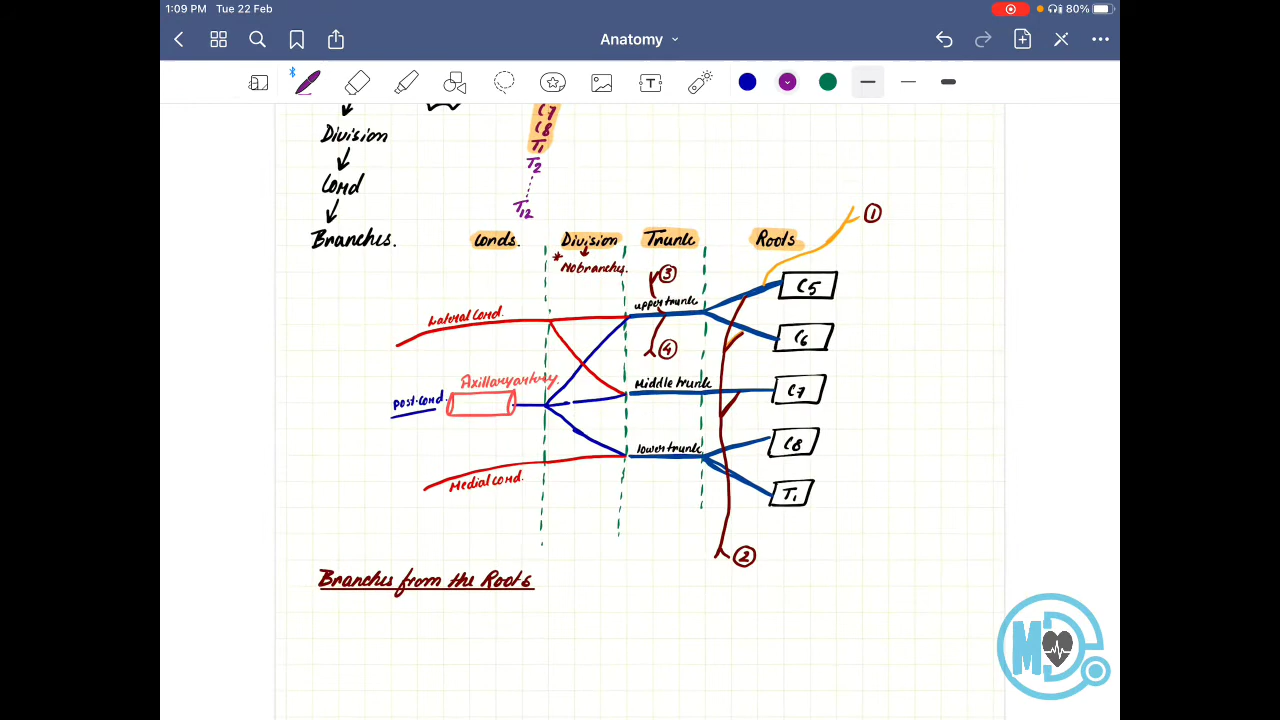 1:09 PM Tue 22 Feb
80%
Anatomy
T
C7
C8
T1
T2
T12
Division
Cord
Branches.
Cords.
Division
Trunk
Roots
* No branches.
1
3
upper trunk
4
C5
C6
Lateral cord.
Axillary artery.
post-cord.
Middle trunk
C7
lower trunk
C8
T1
Medial cord.
2
Branches from the Roots
MD